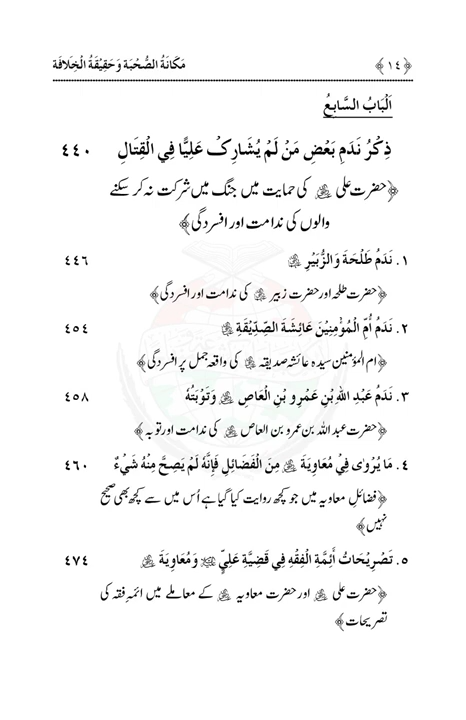 ﴿١٤﴾ مَكَانَةُ الصُّحْبَةِ وَحَقِيْقَةُ الْخِلَافَة
اَلْبَابُ السَّابِعُ
ذِكْرُ نَدَمِ بَعْضِ مَنْ لَمْ يُشَارِكْ عَلِيًّا فِي الْقِتَالِ ٤٤٠
﴿حضرت علی ﷜ کی حمایت میں جنگ میں شرکت نہ کر سکنے
والوں کی ندامت اور افسردگی﴾
١. نَدَمُ طَلْحَةَ وَالزُّبَيْرِ ﷠ ٤٤٦
﴿حضرت طلحہ اور حضرت زبیر ﷠ کی ندامت اور افسردگی﴾
٢. نَدَمُ أُمِّ الْمُؤْمِنِيْنَ عَائِشَةَ الصِّدِّيْقَةِ ﷞ ٤٥٤
﴿ام المؤمنین سیدہ عائشہ صدیقہ ﷞ کی واقعہ جمل پر افسردگی﴾
٣. نَدَمُ عَبْدِ اللهِ بْنِ عَمْرِو بْنِ الْعَاصِ ﷠ وَتَوْبَتُهُ ٤٥٨
﴿حضرت عبد اللہ بن عمرو بن العاص ﷠ کی ندامت اور توبہ﴾
٤. مَا يُرْوٰى فِيْ مُعَاوِيَةَ ﷜ مِنَ الْفَضَائِلِ فَإِنَّهُ لَمْ يَصِحَّ مِنْهُ شَيْءٌ ٤٦٠
﴿فضائلِ معاویہ میں جو کچھ روایت کیا گیا ہے اُس میں سے کچھ بھی صحیح
نہیں﴾
٥. تَصْرِيْحَاتُ أَئِمَّةِ الْفِقْهِ فِي قَضِيَّةِ عَلِيٍّ ﷤ وَمُعَاوِيَةَ ﷜ ٤٧٤
﴿حضرت علی ﷜ اور حضرت معاویہ ﷜ کے معاملے میں ائمہ فقہ کی
تصریحات﴾